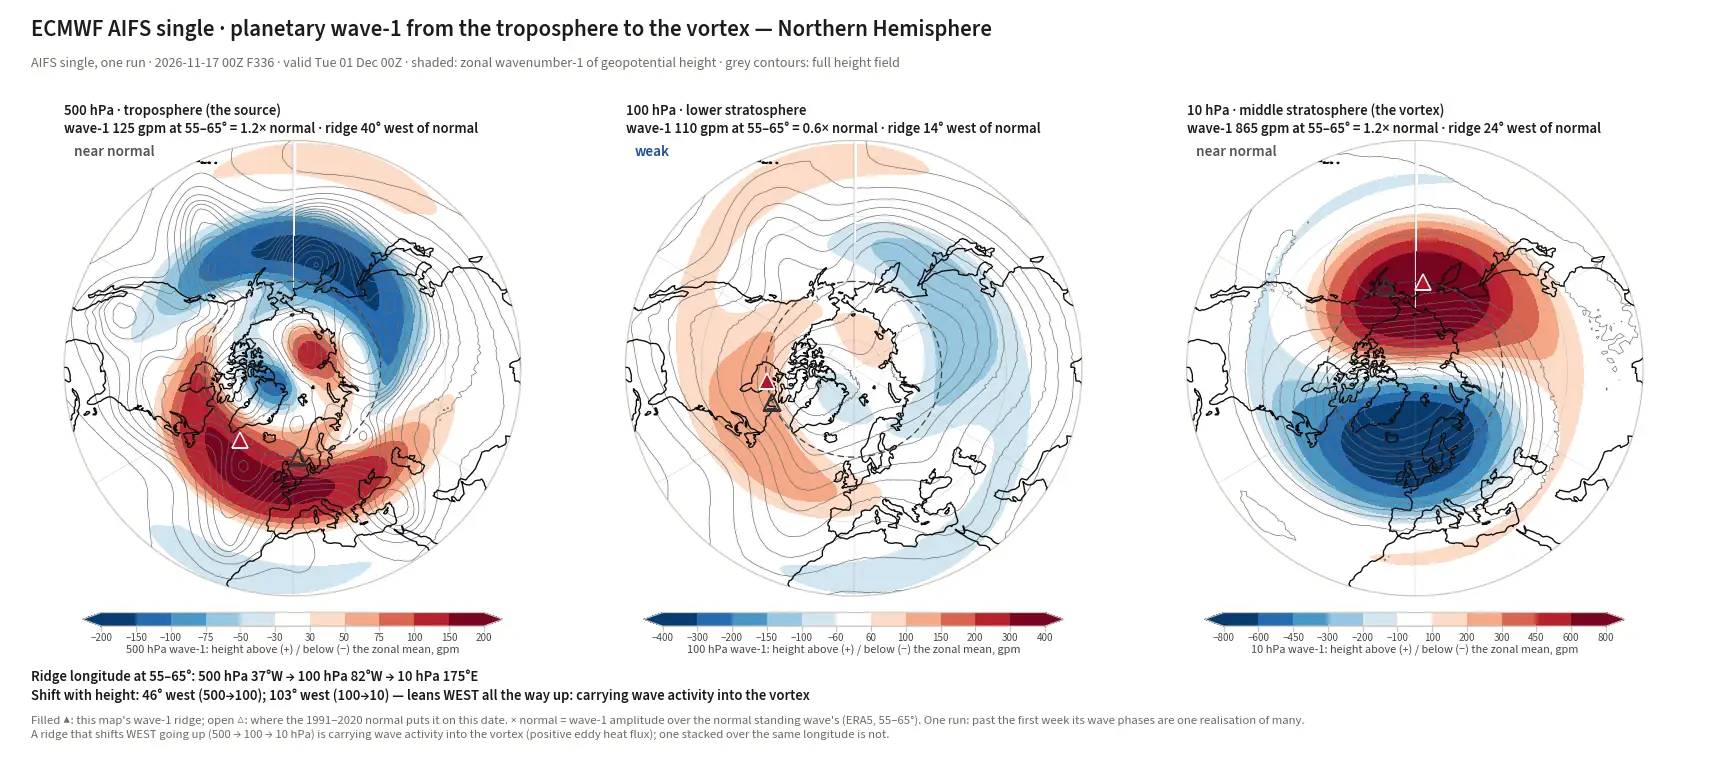 ECMWF AIFS single · planetary wave-1 from the troposphere to the vortex — Northern Hemisphere
AIFS single, one run · 2026-11-17 00Z F336 · valid Tue 01 Dec 00Z · shaded: zonal wavenumber-1 of geopotential height · grey contours: full height field
500 hPa · troposphere (the source)
wave-1 125 gpm at 55–65° = 1.2× normal · ridge 40° west of normal
near normal
100 hPa · lower stratosphere
wave-1 110 gpm at 55–65° = 0.6× normal · ridge 14° west of normal
weak
10 hPa · middle stratosphere (the vortex)
wave-1 865 gpm at 55–65° = 1.2× normal · ridge 24° west of normal
near normal
−200 −150 −100 −75 −50 −30 30 50 75 100 150 200
500 hPa wave-1: height above (+) / below (−) the zonal mean, gpm
−400 −300 −200 −150 −100 −60 60 100 150 200 300 400
100 hPa wave-1: height above (+) / below (−) the zonal mean, gpm
−800 −600 −450 −300 −200 −100 100 200 300 450 600 800
10 hPa wave-1: height above (+) / below (−) the zonal mean, gpm
Ridge longitude at 55–65°: 500 hPa 37°W → 100 hPa 82°W → 10 hPa 175°E
Shift with height: 46° west (500→100); 103° west (100→10) — leans WEST all the way up: carrying wave activity into the vortex
Filled ▲: this map's wave-1 ridge; open △: where the 1991–2020 normal puts it on this date. × normal = wave-1 amplitude over the normal standing wave's (ERA5, 55–65°). One run: past the first week its wave phases are one realisation of many.
A ridge that shifts WEST going up (500 → 100 → 10 hPa) is carrying wave activity into the vortex (positive eddy heat flux); one stacked over the same longitude is not.